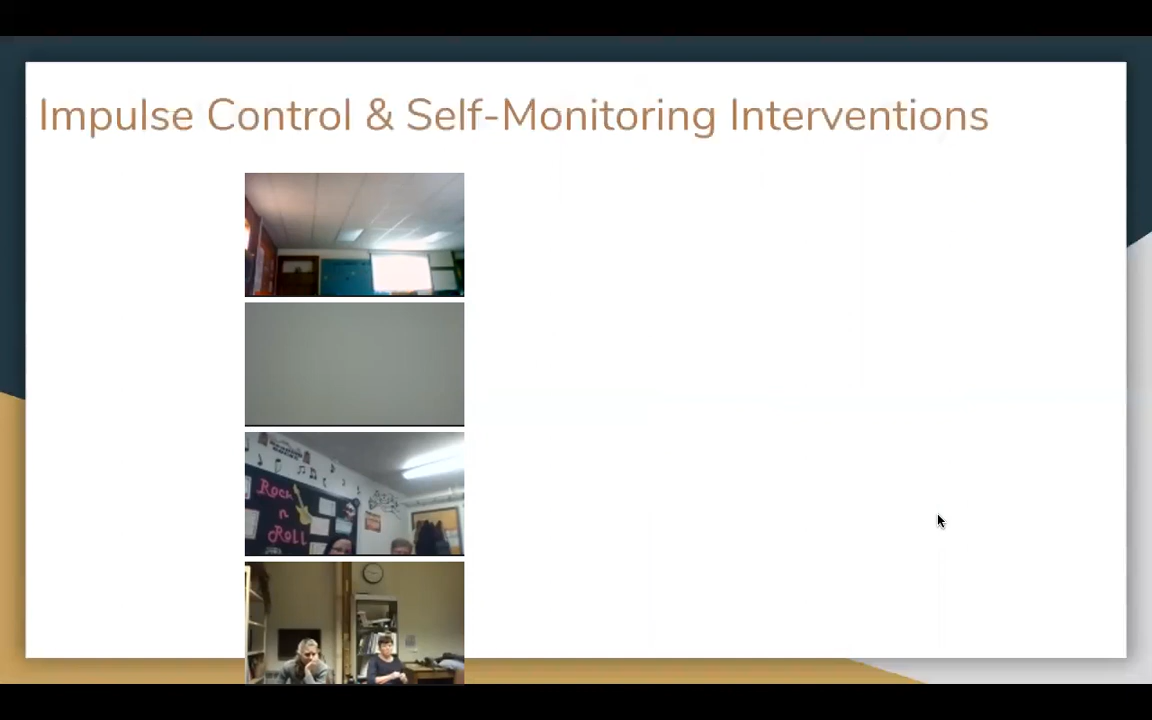 Impulse Control & Self-Monitoring Interventions
Rock
n
Roll